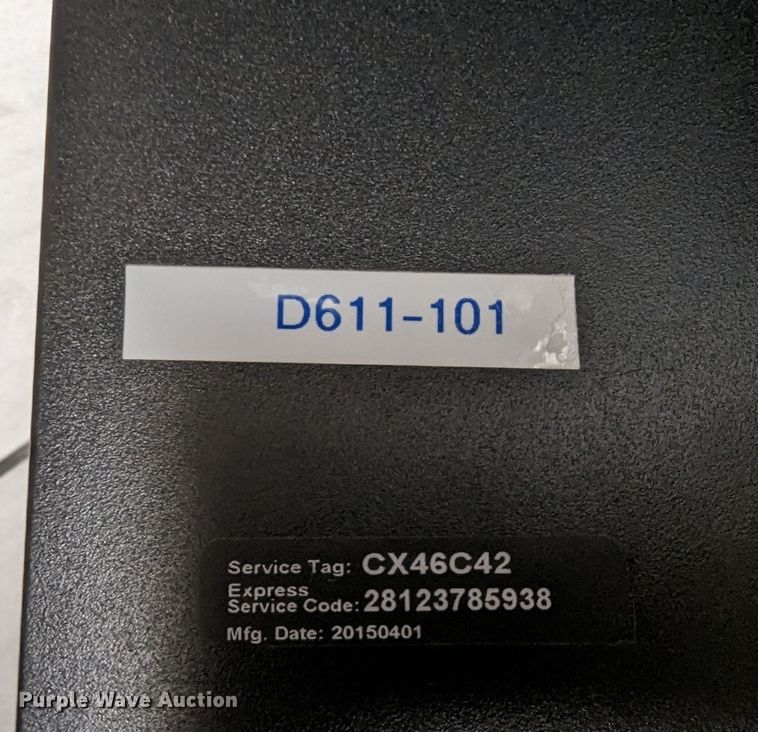 D611-101
Service Tag: CX46C42
Express
Service Code: 28123785938
Mfg. Date: 20150401
Purple Wave Auction